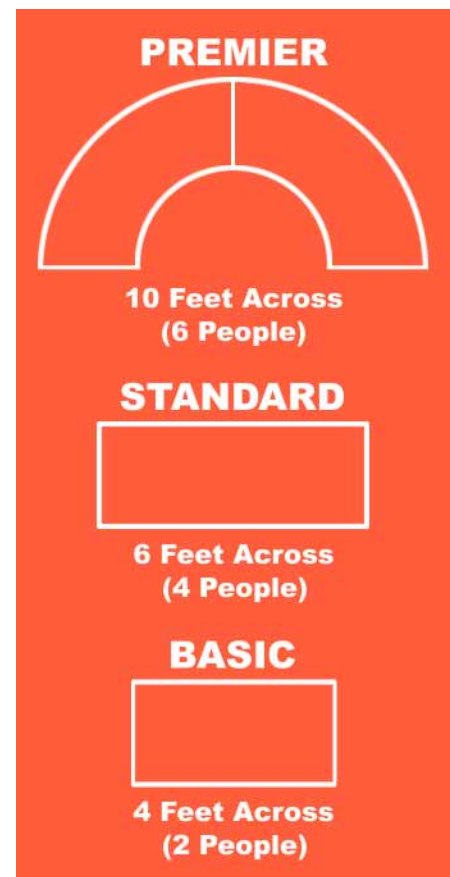 PREMIER
10 Feet Across
(6 People)
STANDARD
6 Feet Across
(4 People)
BASIC
4 Feet Across
(2 People)